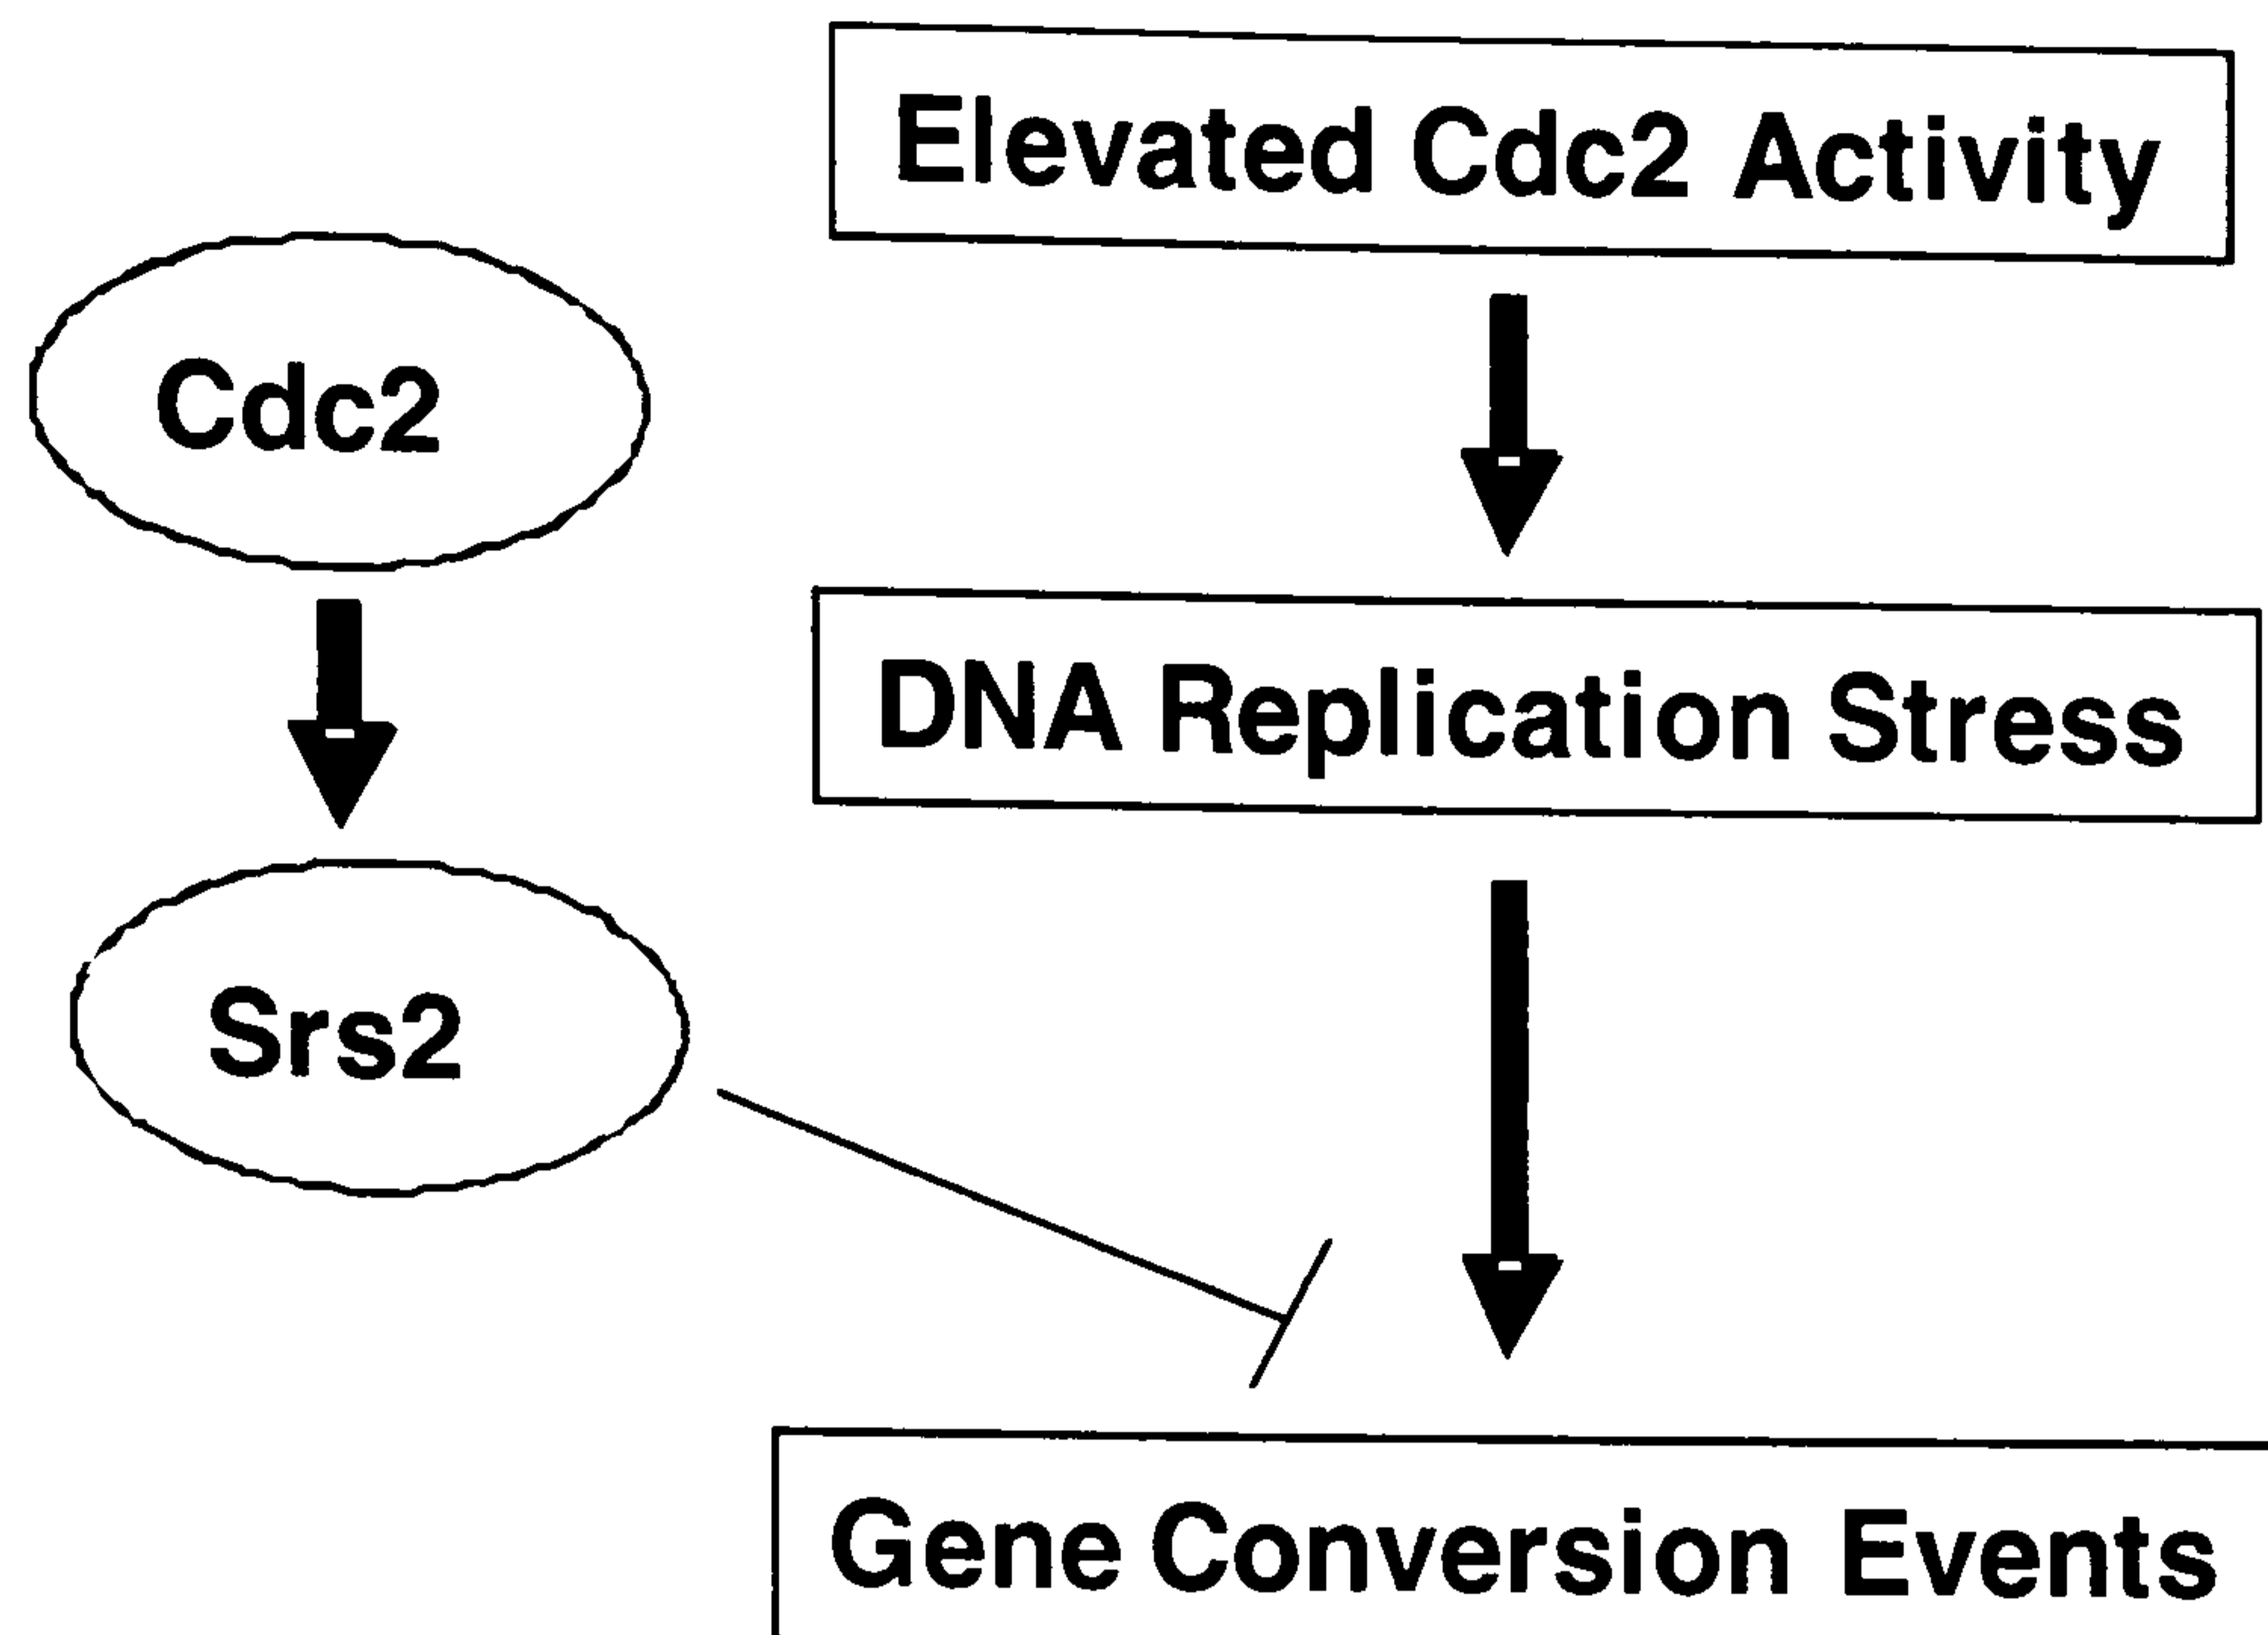 Elevated Cdc2 Activity
Cdc2
DNA Replication Stress
Srs2
Gene Conversion Events